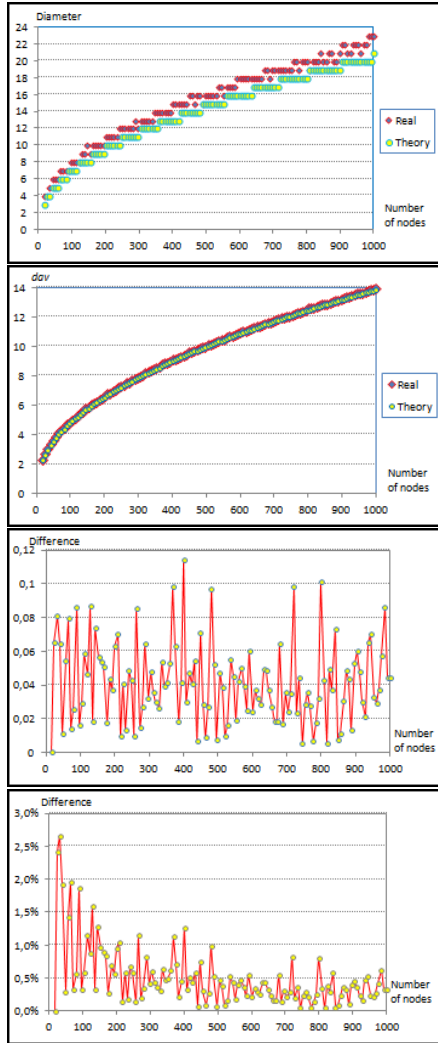 Diameter
24
22
20
18
16
14
12
10
8
6
4
2
0
Real
Theory
Number
of nodes
0 100 200 300 400 500 600 700 800 900 1000
dav
14
12
10
8
6
4
2
0
Real
Theory
Number
of nodes
0 100 200 300 400 500 600 700 800 900 1000
Difference
0,12
0,1
0,08
0,06
0,04
0,02
0
Number
of nodes
0 100 200 300 400 500 600 700 800 900 1000
Difference
3,0%
2,5%
2,0%
1,5%
1,0%
0,5%
0,0%
Number
of nodes
0 100 200 300 400 500 600 700 800 900 1000